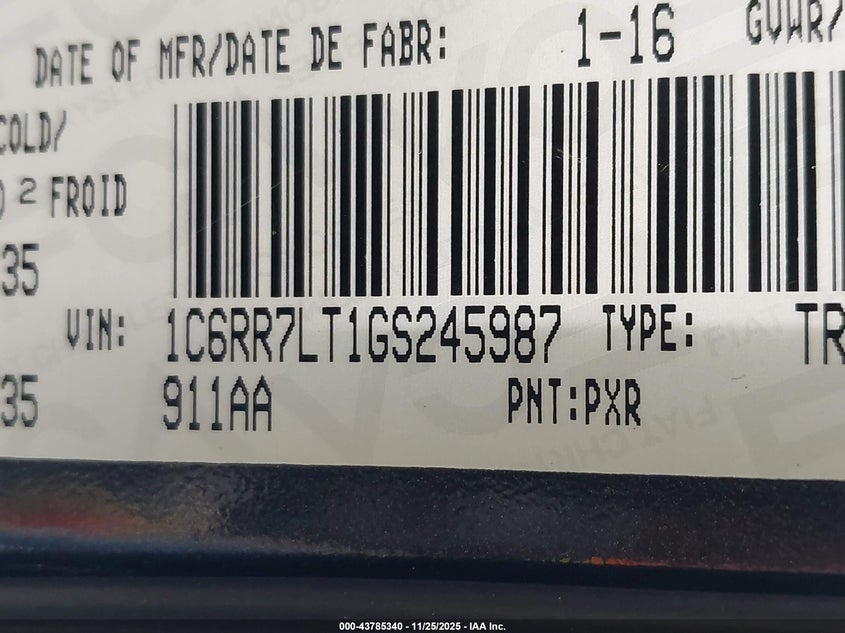 DATE OF MFR/DATE DE FABR: 1-16 GVWR/
COLD/
2 FROID
35
VIN: 1C6RR7LT1GS245987 TYPE: TR
35 911AA PNT:PXR
000-43785340 - 11/25/2025 - IAA Inc.